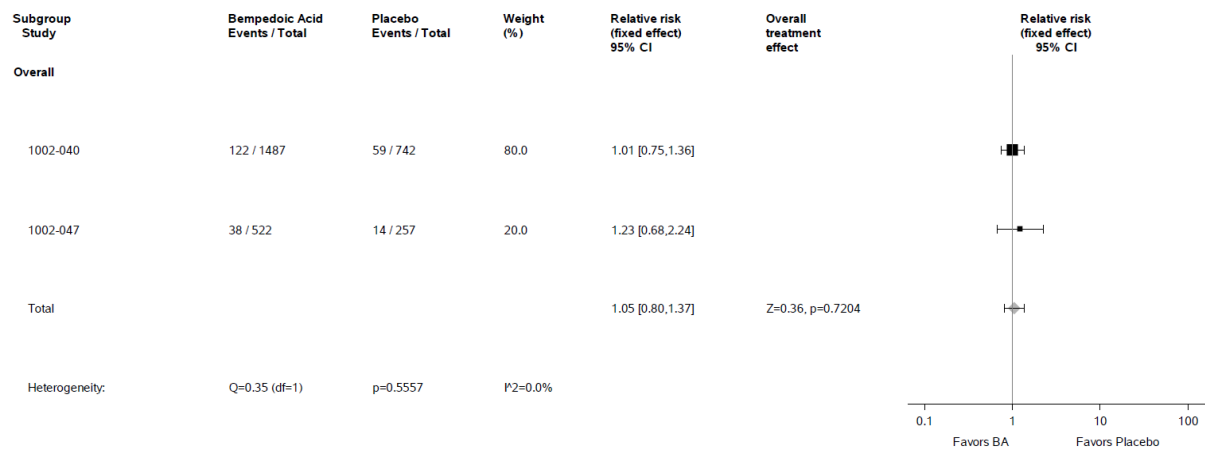 Subgroup Bempedoic Acid Placebo Weight Relative risk Overall Relative risk
Study Events / Total Events / Total (%) (fixed effect) treatment (fixed effect)
95% CI effect 95% CI
Overall
1002-040 122 / 1487 59 / 742 80.0 1.01 [0.75,1.36]
1002-047 38 / 522 14 / 257 20.0 1.23 [0.68,2.24]
Total 1.05 [0.80,1.37] Z=0.36, p=0.7204
Heterogeneity: Q=0.35 (df=1) p=0.5557 I^2=0.0%
0.1 1 10 100
Favors BA Favors Placebo